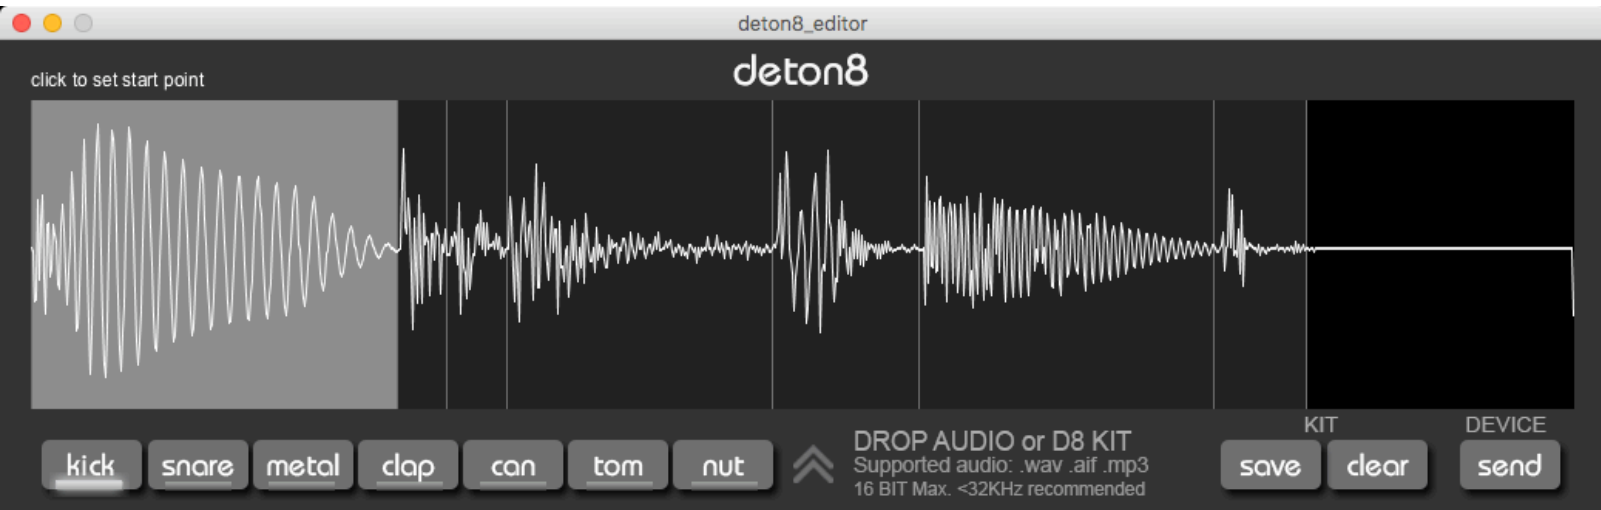 deton8_editor
deton8
click to set start point
KIT
DEVICE
DROP AUDIO or D8 KIT
Supported audio: .wav .aif .mp3
16 BIT Max. <32KHz recommended
kick
snare
metal
clap
can
tom
nut
save
clear
send